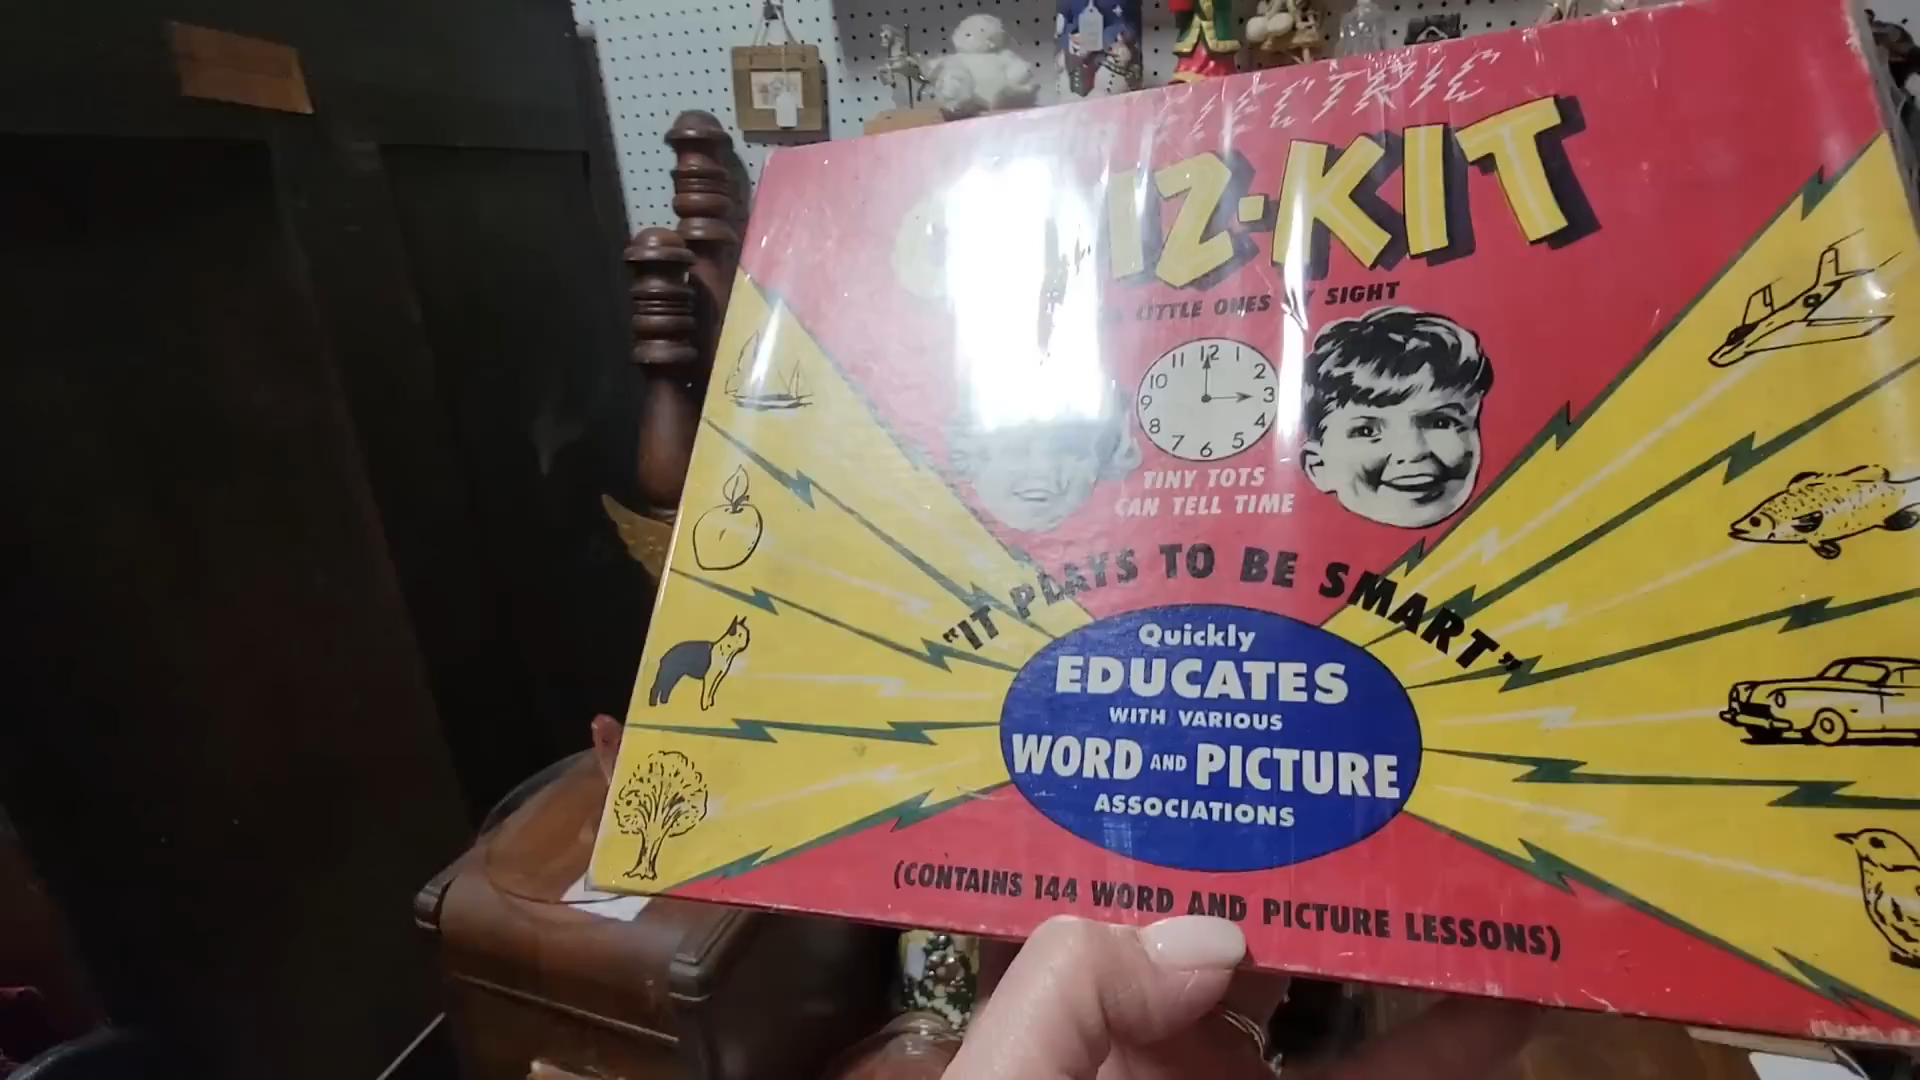 ELECTRIC
IZ-KIT
LITTLE ONES BY SIGHT
11 12 1
10 2
9 3
8 4
7 6 5
TINY TOTS
CAN TELL TIME
"IT PLAYS TO BE SMART"
Quickly
EDUCATES
WITH VARIOUS
WORD AND PICTURE
ASSOCIATIONS
(CONTAINS 144 WORD AND PICTURE LESSONS)